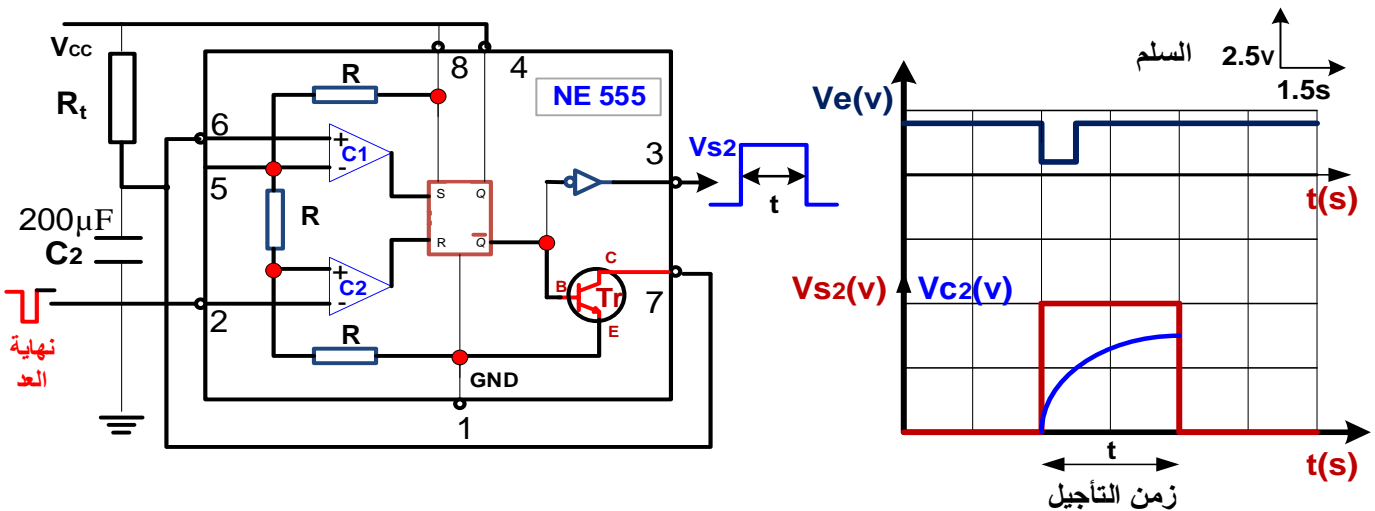 Vcc
Rt
200µF
C2
نهاية
العد
8
4
R
NE 555
6
+
C1
-
5
R
S
Q
R
Q̅
+
C2
-
2
R
GND
1
3
Vs2
t
C
B
Tr
E
7
السلم
2.5v
1.5s
Ve(v)
t(s)
Vs2(v)
Vc2(v)
t
t(s)
زمن التأجيل